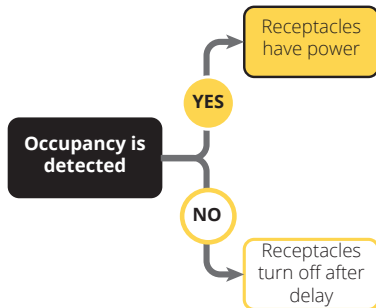 Receptacles
have power
YES
Occupancy is
detected
NO
Receptacles
turn off after
delay